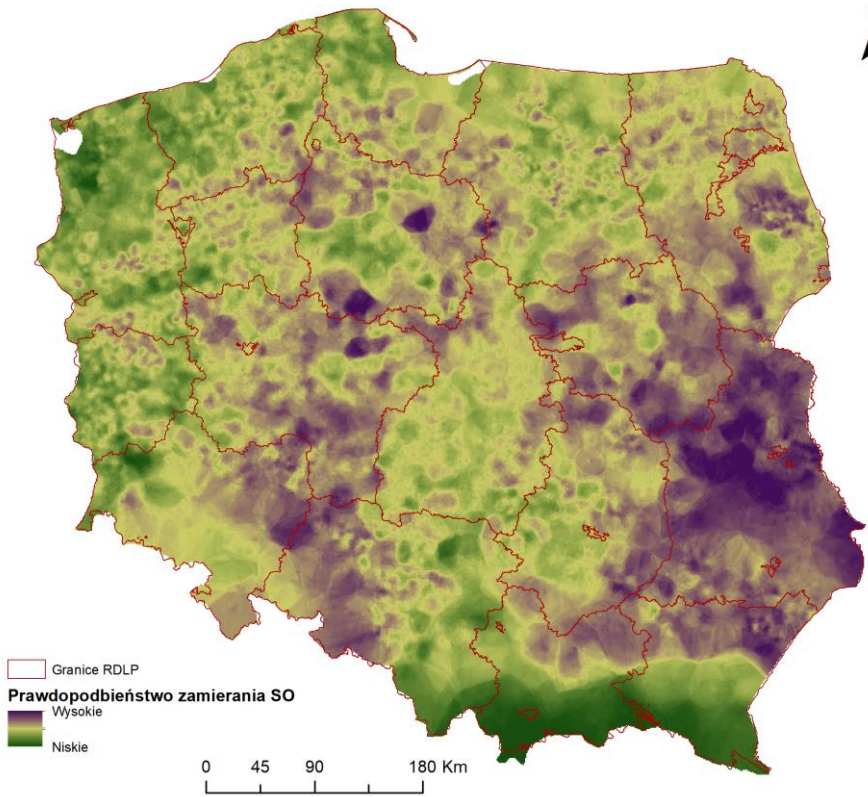 Granice RDLP
Prawdopodbieństwo zamierania SO
Wysokie
Niskie
0 45 90 180 Km